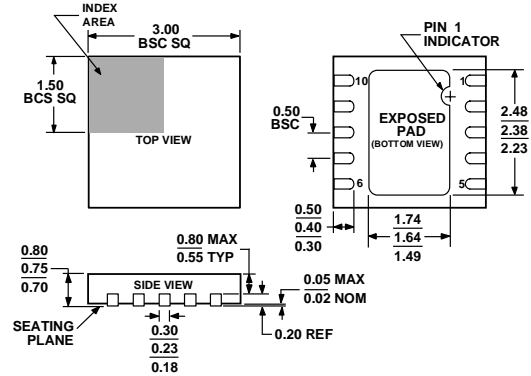 INDEX
AREA
3.00
BSC SQ
1.50
BCS SQ
TOP VIEW
PIN 1
INDICATOR
10
1
0.50
BSC
EXPOSED
PAD
(BOTTOM VIEW)
2.48
2.38
2.23
6
5
0.50
0.40
0.30
1.74
1.64
1.49
0.80 MAX
0.55 TYP
0.80
0.75
0.70
SIDE VIEW
0.05 MAX
0.02 NOM
SEATING
PLANE
0.30
0.23
0.18
0.20 REF